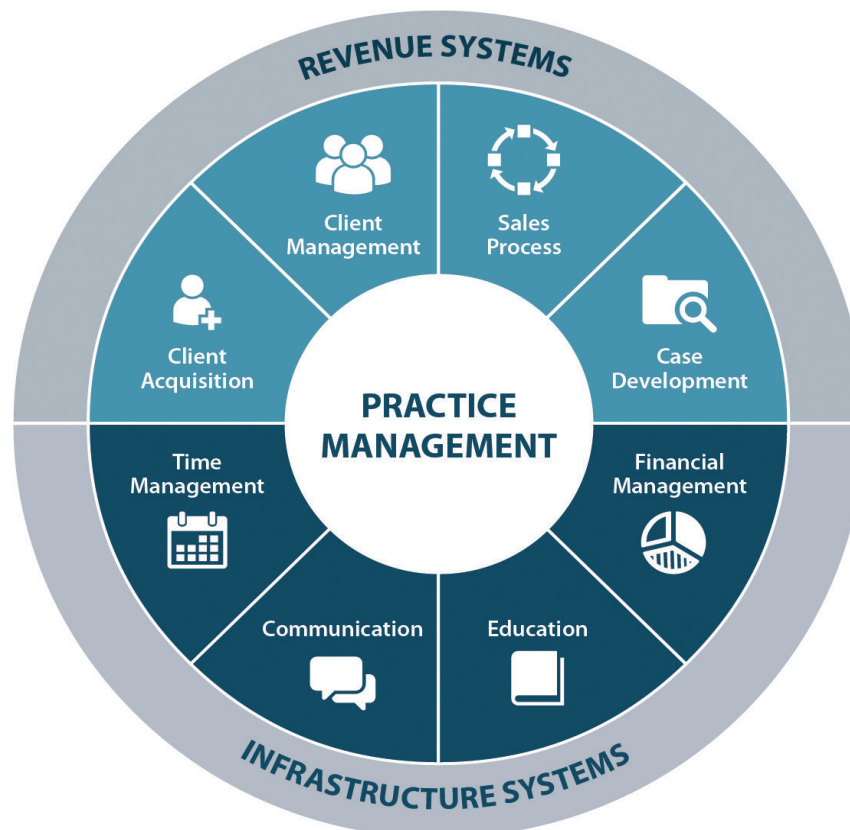 REVENUE SYSTEMS
Client
Management
Sales
Process
Client
Acquisition
Case
Development
PRACTICE
MANAGEMENT
Time
Management
Financial
Management
Communication
Education
INFRASTRUCTURE SYSTEMS